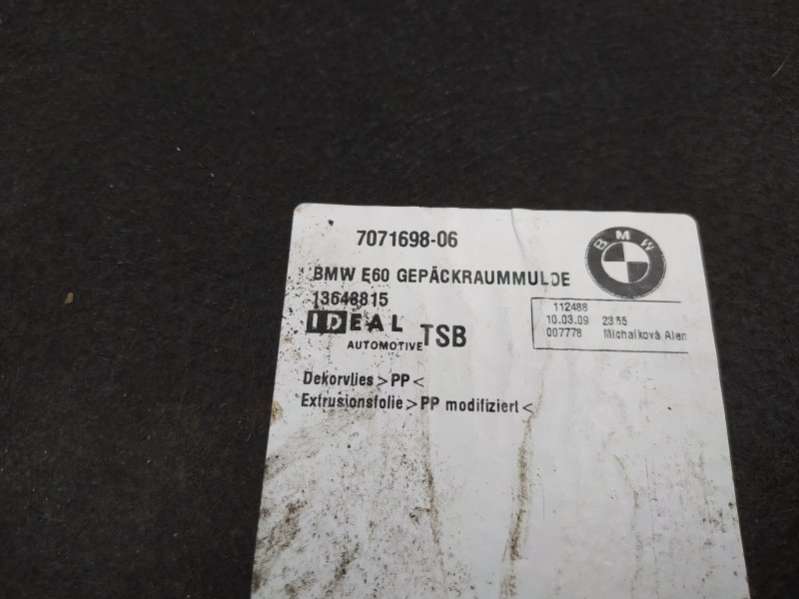 7071698-06
BMW
BMW E60 GEPÄCKRAUMMULDE
13648815
IDEAL
AUTOMOTIVE TSB
112488
10.03.09 23:55
007778 Michalková Alen
Dekorvlies >PP<
Extrusionsfolie >PP modifiziert<